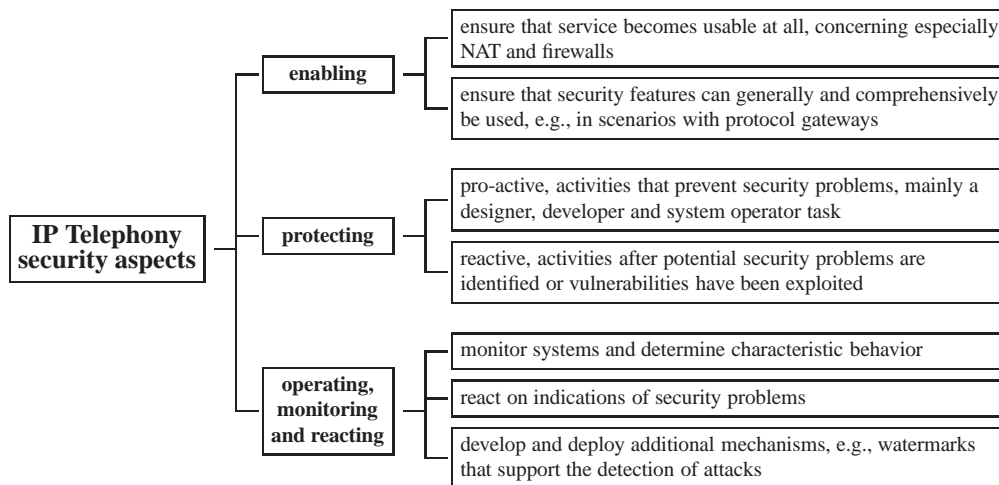 ensure that service becomes usable at all, concerning especially
NAT and firewalls
enabling
ensure that security features can generally and comprehensively
be used, e.g., in scenarios with protocol gateways
pro-active, activities that prevent security problems, mainly a
designer, developer and system operator task
IP Telephony
security aspects
protecting
reactive, activities after potential security problems are
identified or vulnerabilities have been exploited
monitor systems and determine characteristic behavior
operating,
monitoring
and reacting
react on indications of security problems
develop and deploy additional mechanisms, e.g., watermarks
that support the detection of attacks